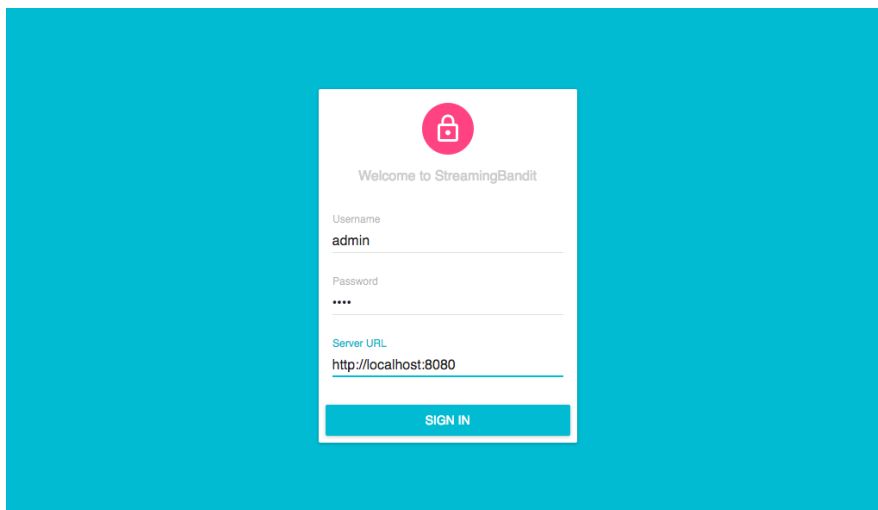 Welcome to StreamingBandit
Username
admin
Password
••••
Server URL
http://localhost:8080
SIGN IN